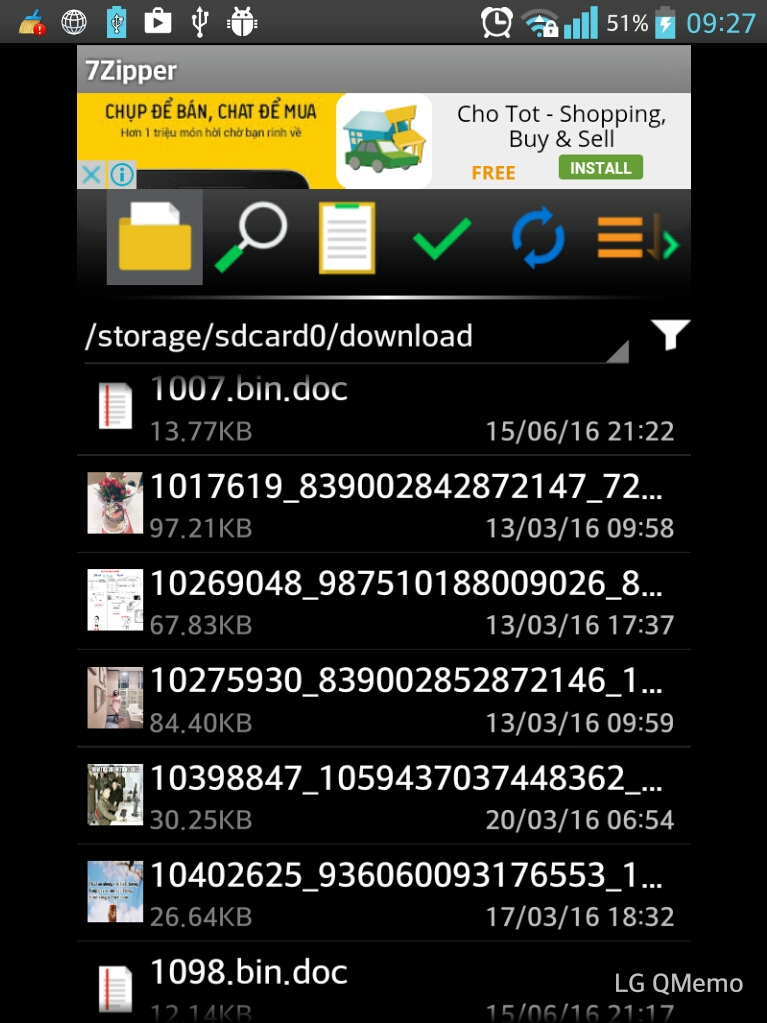 51% 09:27
7Zipper
CHỤP ĐỂ BÁN, CHAT ĐỂ MUA
Hơn 1 triệu món hời chờ bạn rinh về
Cho Tot - Shopping,
Buy & Sell
FREE INSTALL
/storage/sdcard0/download
1007.bin.doc
13.77KB 15/06/16 21:22
1017619_839002842872147_72...
97.21KB 13/03/16 09:58
10269048_987510188009026_8...
67.83KB 13/03/16 17:37
10275930_839002852872146_1...
84.40KB 13/03/16 09:59
10398847_1059437037448362_...
30.25KB 20/03/16 06:54
10402625_936060093176553_1...
26.64KB 17/03/16 18:32
1098.bin.doc
LG QMemo
12.14KB 15/06/16 21:17